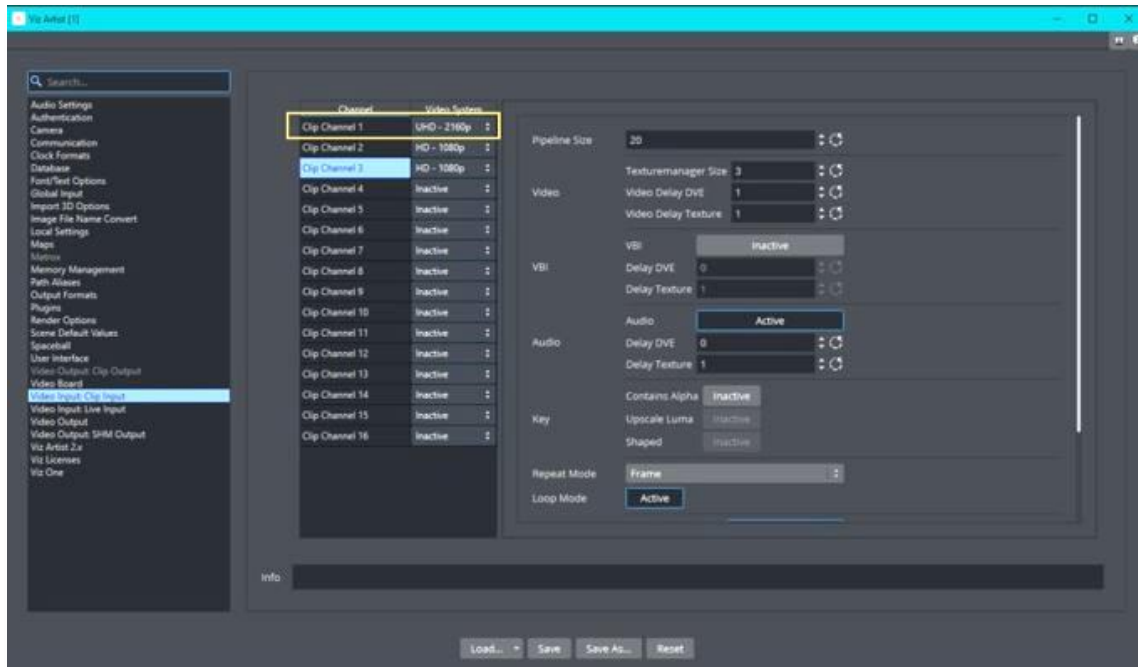 Viz Artist [1]
Search...
Audio Settings
Authentication
Camera
Communication
Clock Formats
Database
Font/Text Options
Global Input
Import 3D Options
Image File Name Convert
Local Settings
Maps
Matrox
Memory Management
Path Aliases
Output Formats
Plugins
Render Options
Scene Default Values
Spaceball
User Interface
Video Output: Clip Output
Video Board
Video Input: Clip Input
Video Input: Live Input
Video Output
Video Output: SHM Output
Viz Artist 2.x
Viz Licenses
Viz One
Channel Video System
Clip Channel 1 UHD - 2160p
Clip Channel 2 HD - 1080p
Clip Channel 3 HD - 1080p
Clip Channel 4 Inactive
Clip Channel 5 Inactive
Clip Channel 6 Inactive
Clip Channel 7 Inactive
Clip Channel 8 Inactive
Clip Channel 9 Inactive
Clip Channel 10 Inactive
Clip Channel 11 Inactive
Clip Channel 12 Inactive
Clip Channel 13 Inactive
Clip Channel 14 Inactive
Clip Channel 15 Inactive
Clip Channel 16 Inactive
Pipeline Size 20
Texturemanager Size 3
Video Video Delay DVE 1
Video Delay Texture 1
VBI Inactive
VBI Delay DVE 0
Delay Texture 1
Audio Active
Audio Delay DVE 0
Delay Texture 1
Contains Alpha Inactive
Key Upscale Luma Inactive
Shaped Inactive
Repeat Mode Frame
Loop Mode Active
Info
Load... Save Save As... Reset